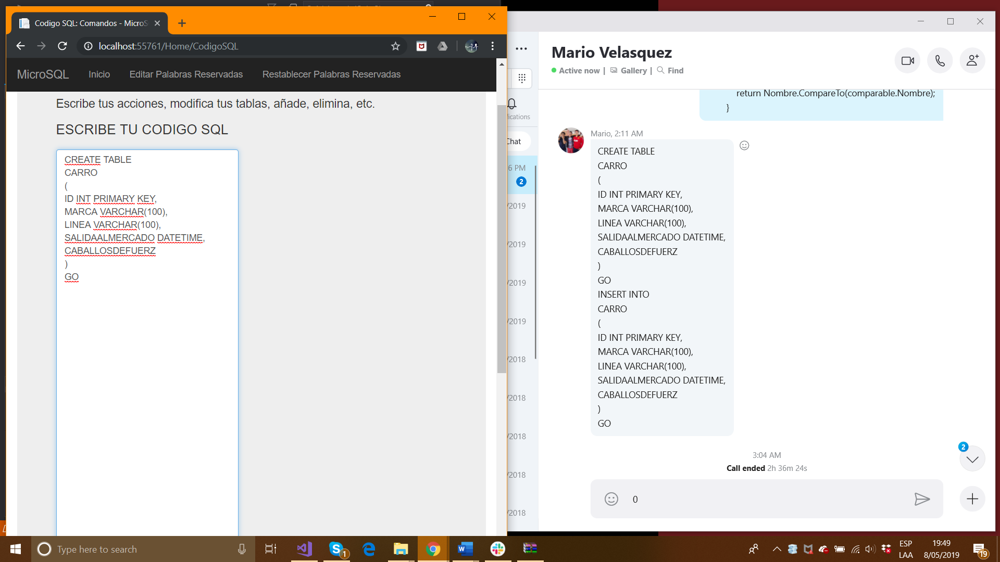 Codigo SQL: Comandos - MicroS
localhost:55761/Home/CodigoSQL
MicroSQL
Inicio
Editar Palabras Reservadas
Restablecer Palabras Reservadas
Escribe tus acciones, modifica tus tablas, añade, elimina, etc.
ESCRIBE TU CODIGO SQL
CREATE TABLE
CARRO
(
ID INT PRIMARY KEY,
MARCA VARCHAR(100),
LINEA VARCHAR(100),
SALIDAALMERCADO DATETIME,
CABALLOSDEFUERZ
)
GO
ications
Chat
6 PM
2
/2019
/2019
/2019
/2019
/2018
/2018
/2018
/2018
/2018
Mario Velasquez
Active now | Gallery | Find
return Nombre.CompareTo(comparable.Nombre);
}
Mario, 2:11 AM
CREATE TABLE
CARRO
(
ID INT PRIMARY KEY,
MARCA VARCHAR(100),
LINEA VARCHAR(100),
SALIDAALMERCADO DATETIME,
CABALLOSDEFUERZ
)
GO
INSERT INTO
CARRO
(
ID INT PRIMARY KEY,
MARCA VARCHAR(100),
LINEA VARCHAR(100),
SALIDAALMERCADO DATETIME,
CABALLOSDEFUERZ
)
GO
2
3:04 AM
Call ended 2h 36m 24s
0
Type here to search
1
ESP
LAA
19:49
8/05/2019
19